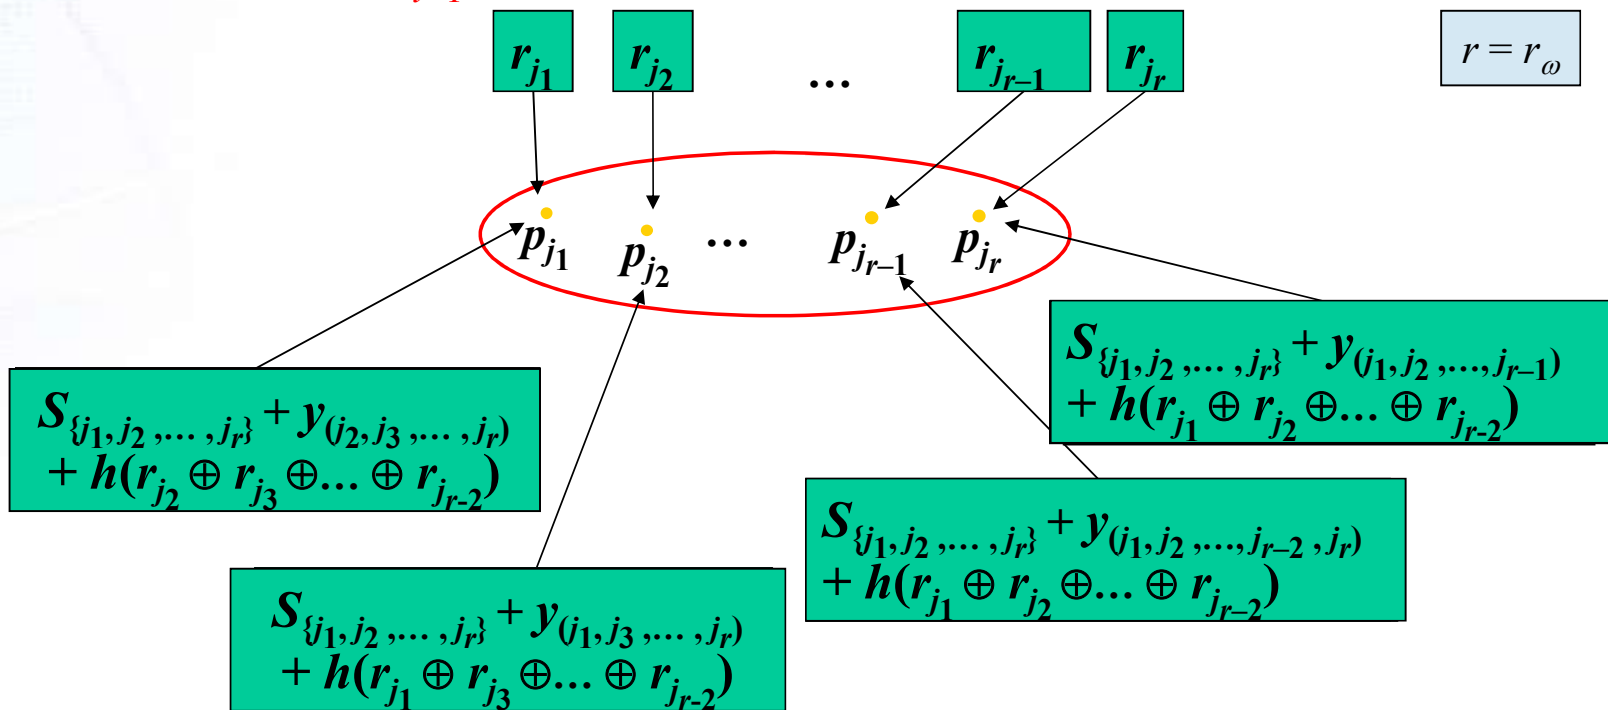 r_{j_1} r_{j_2} ... r_{j_{r–1}} r_{j_r} r = r_ω
p_{j_1} p_{j_2} ... p_{j_{r–1}} p_{j_r}
S_{\{j_1, j_2 ,... , j_r\}} + y_{(j_1, j_2 ,..., j_{r–1})}
+ h(r_{j_1} ⊕ r_{j_2} ⊕... ⊕ r_{j_{r-2}})
S_{\{j_1, j_2 ,... , j_r\}} + y_{(j_2, j_3 ,... , j_r)}
+ h(r_{j_2} ⊕ r_{j_3} ⊕... ⊕ r_{j_{r-2}})
S_{\{j_1, j_2 ,... , j_r\}} + y_{(j_1, j_2 ,..., j_{r–2} , j_r)}
+ h(r_{j_1} ⊕ r_{j_2} ⊕... ⊕ r_{j_{r–2}})
S_{\{j_1, j_2 ,... , j_r\}} + y_{(j_1, j_3 ,... , j_r)}
+ h(r_{j_1} ⊕ r_{j_3} ⊕... ⊕ r_{j_{r-2}})